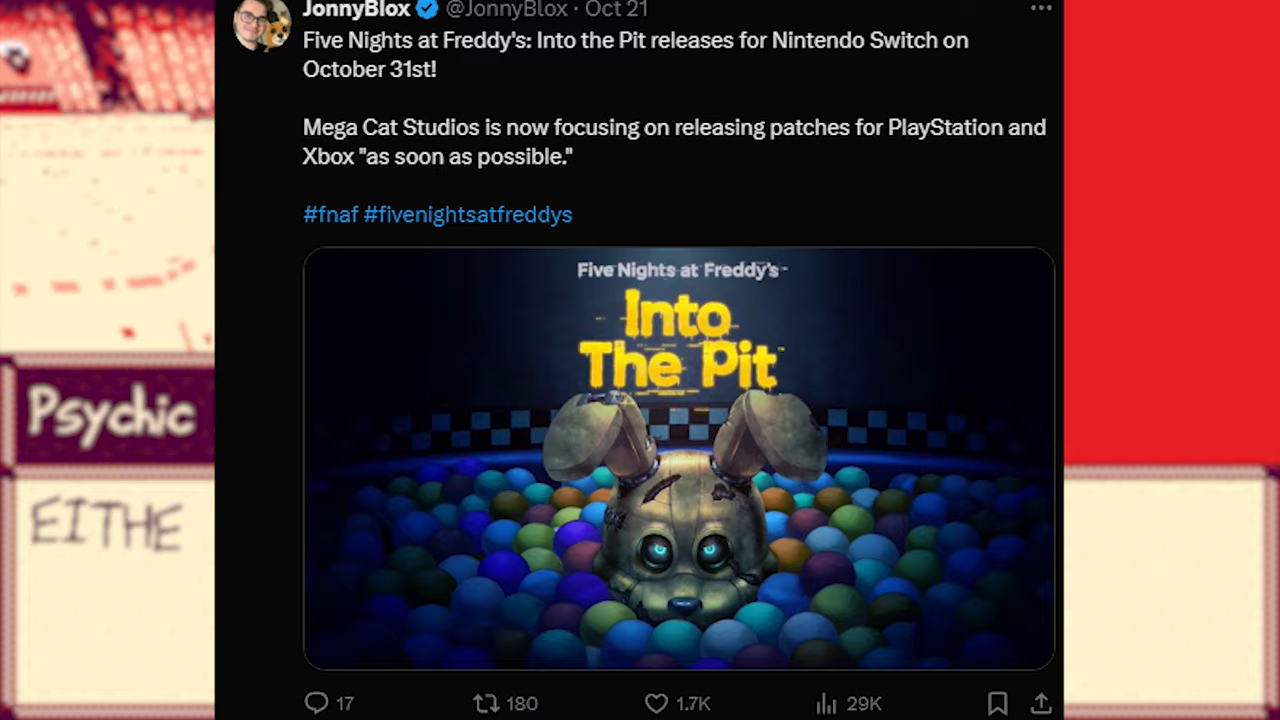 JonnyBlox @JonnyBlox · Oct 21
Five Nights at Freddy's: Into the Pit releases for Nintendo Switch on
October 31st!
Mega Cat Studios is now focusing on releasing patches for PlayStation and
Xbox "as soon as possible."
#fnaf #fivenightsatfreddys
Five Nights at Freddy's
Into
The Pit
Psychic
EITHE
17 180 1.7K 29K